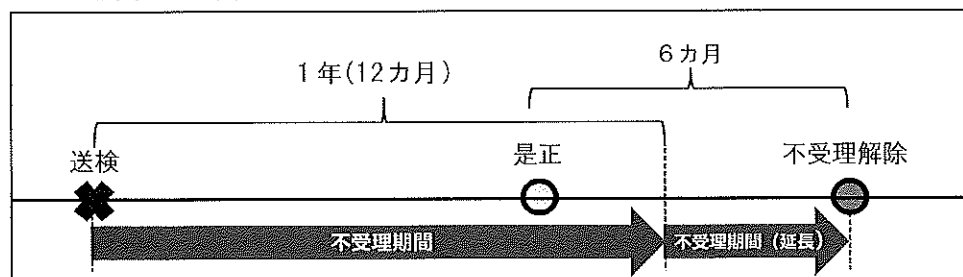 6カ月
1年(12カ月)
送検
是正
不受理解除
不受理期間
不受理期間（延長）